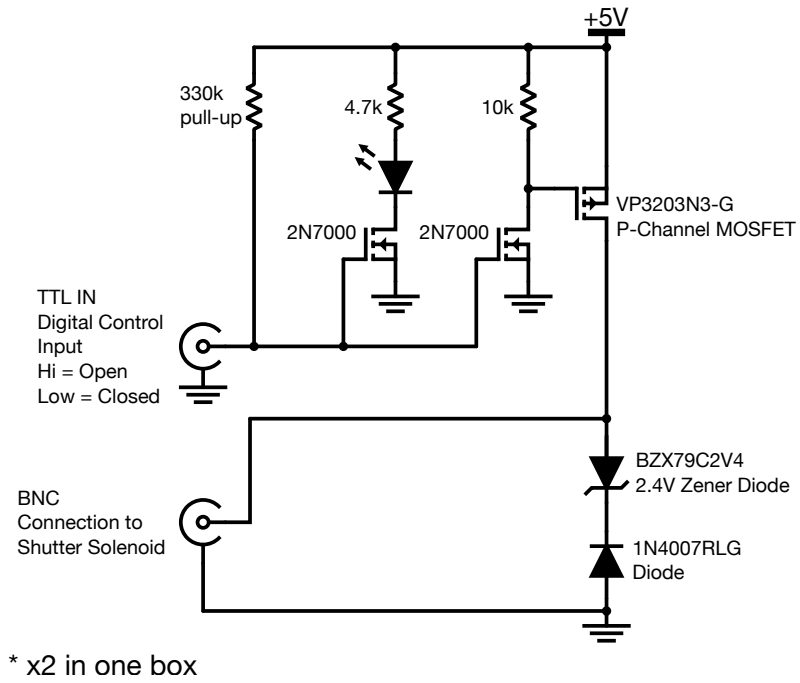 +5V
330k
pull-up
4.7k
10k
VP3203N3-G
P-Channel MOSFET
2N7000
2N7000
TTL IN
Digital Control
Input
Hi = Open
Low = Closed
BZX79C2V4
2.4V Zener Diode
BNC
Connection to
Shutter Solenoid
1N4007RLG
Diode
* x2 in one box